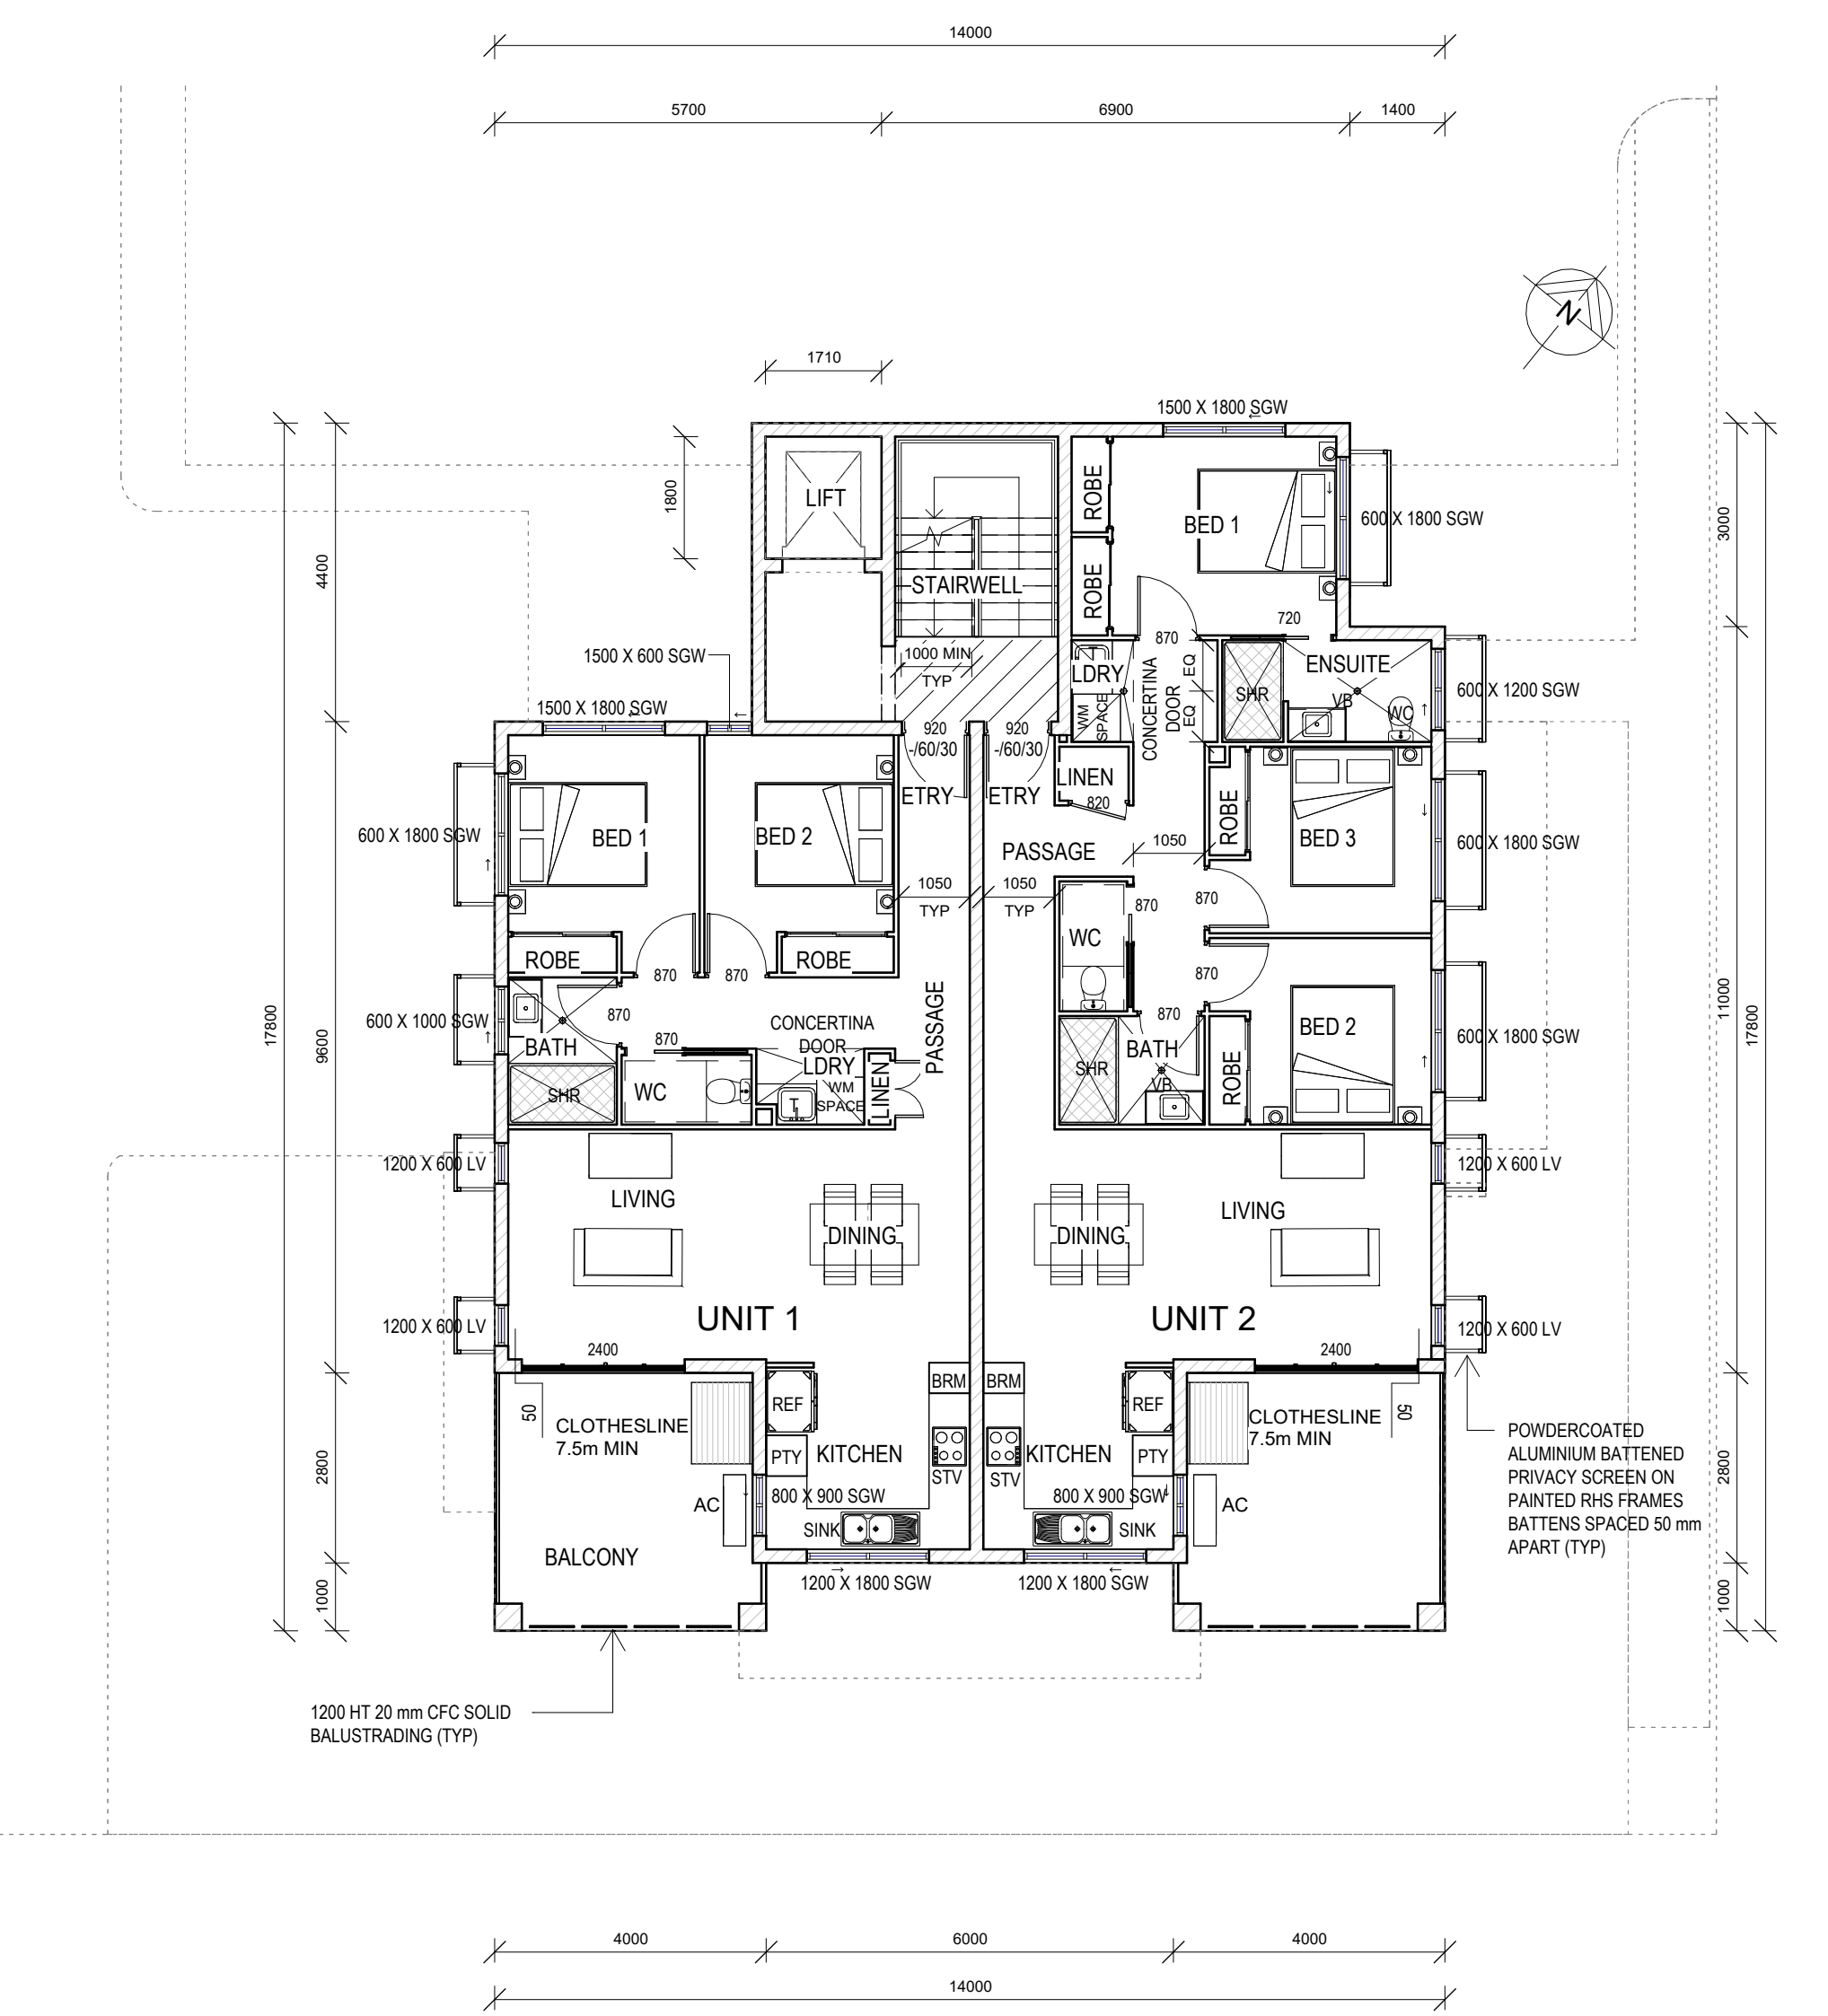 14000
5700
6900
1400
N
1710
1500 X 1800 SGW
LIFT
1800
ROBE
BED 1
600 X 1800 SGW
3000
4400
STAIRWELL
ROBE
720
870
1000 MIN
TYP
1500 X 600 SGW
LDRY
T
WM
SPACE
CONCERTINA
DOOR
EQ
EQ
SHR
ENSUITE
VB
WC
600 X 1200 SGW
1500 X 1800 SGW
920
-/60/30
920
-/60/30
ETRY
ETRY
LINEN
820
600 X 1800 SGW
BED 1
BED 2
PASSAGE
1050
ROBE
BED 3
600 X 1800 SGW
1050
TYP
1050
TYP
870
870
WC
ROBE
870
870
ROBE
870
PASSAGE
17800
9600
11000
17800
600 X 1000 SGW
870
BATH
870
CONCERTINA
DOOR
LDRY
WM
SPACE
T
LINEN
WC
SHR
870
BATH
SHR
VB
ROBE
BED 2
600 X 1800 SGW
1200 X 600 LV
LIVING
DINING
DINING
LIVING
1200 X 600 LV
1200 X 600 LV
UNIT 1
UNIT 2
1200 X 600 LV
2400
2400
50
CLOTHESLINE
7.5m MIN
REF
BRM
BRM
REF
CLOTHESLINE
7.5m MIN
50
2800
PTY
KITCHEN
STV
STV
KITCHEN
PTY
2800
POWDERCOATED
ALUMINIUM BATTENED
PRIVACY SCREEN ON
PAINTED RHS FRAMES
BATTENS SPACED 50 mm
APART (TYP)
AC
800 X 900 SGW
800 X 900 SGW
AC
SINK
SINK
BALCONY
1200 X 1800 SGW
1200 X 1800 SGW
1000
1000
1200 HT 20 mm CFC SOLID
BALUSTRADING (TYP)
4000
6000
4000
14000